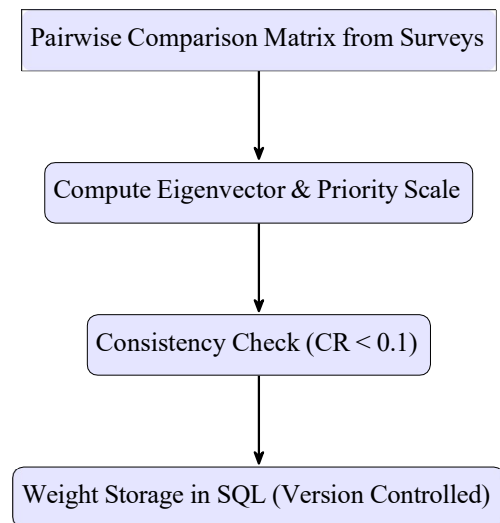 Pairwise Comparison Matrix from Surveys
Compute Eigenvector & Priority Scale
Consistency Check (CR < 0.1)
Weight Storage in SQL (Version Controlled)